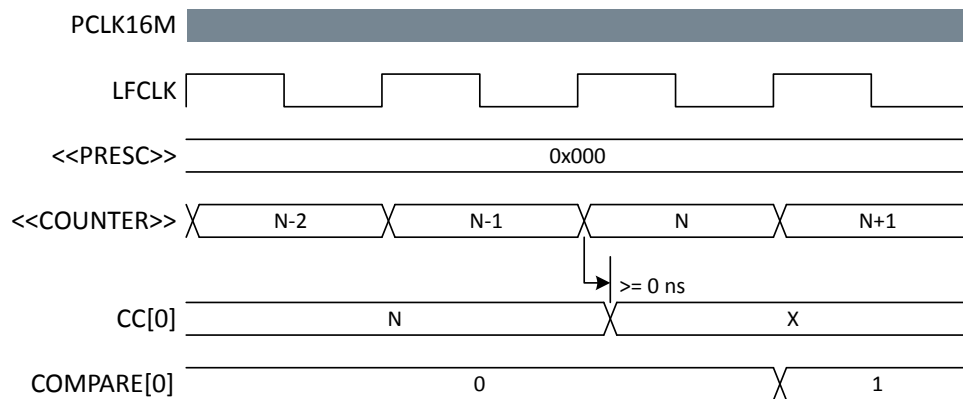 PCLK16M
LFCLK
<<PRESC>> 0x000
<<COUNTER>> N-2 N-1 N N+1
>= 0 ns
CC[0] N X
COMPARE[0] 0 1